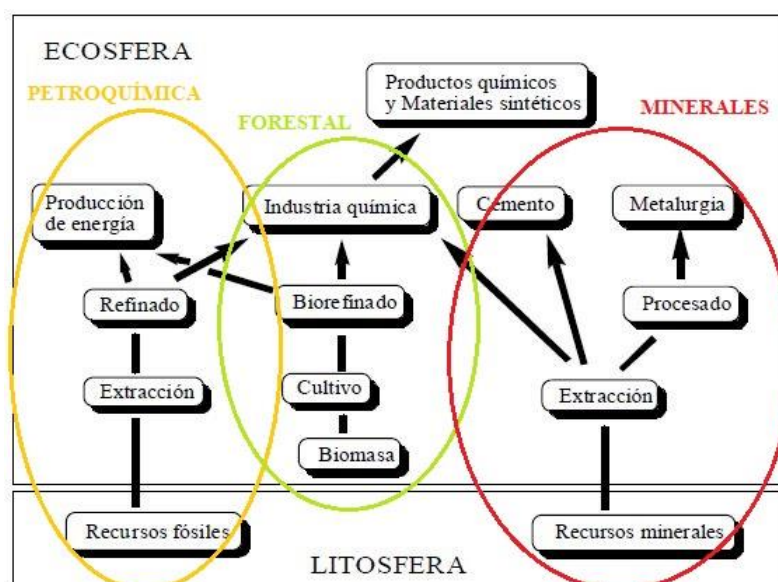 ECOSFERA
PETROQUÍMICA
FORESTAL
Productos químicos
y Materiales sintéticos
MINERALES
Producción
de energía
Industria química
Cemento
Metalurgia
Refinado
Biorefinado
Procesado
Extracción
Cultivo
Extracción
Biomasa
Recursos fósiles
Recursos minerales
LITOSFERA